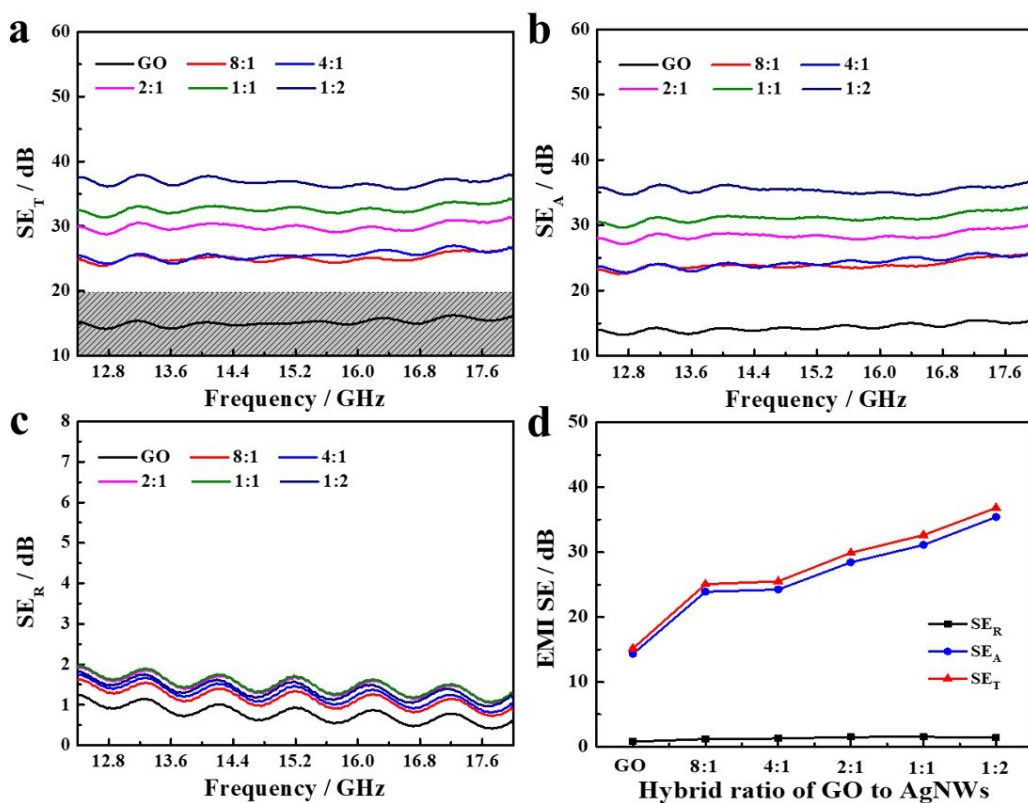 a
60
50
40
30
20
10
SE_T / dB
GO 8:1 4:1
2:1 1:1 1:2
12.8 13.6 14.4 15.2 16.0 16.8 17.6
Frequency / GHz
b
60
50
40
30
20
10
SE_A / dB
GO 8:1 4:1
2:1 1:1 1:2
12.8 13.6 14.4 15.2 16.0 16.8 17.6
Frequency / GHz
c
8
7
6
5
4
3
2
1
0
SE_R / dB
GO 8:1 4:1
2:1 1:1 1:2
12.8 13.6 14.4 15.2 16.0 16.8 17.6
Frequency / GHz
d
50
40
30
20
10
0
EMI SE / dB
SE_R
SE_A
SE_T
GO 8:1 4:1 2:1 1:1 1:2
Hybrid ratio of GO to AgNWs